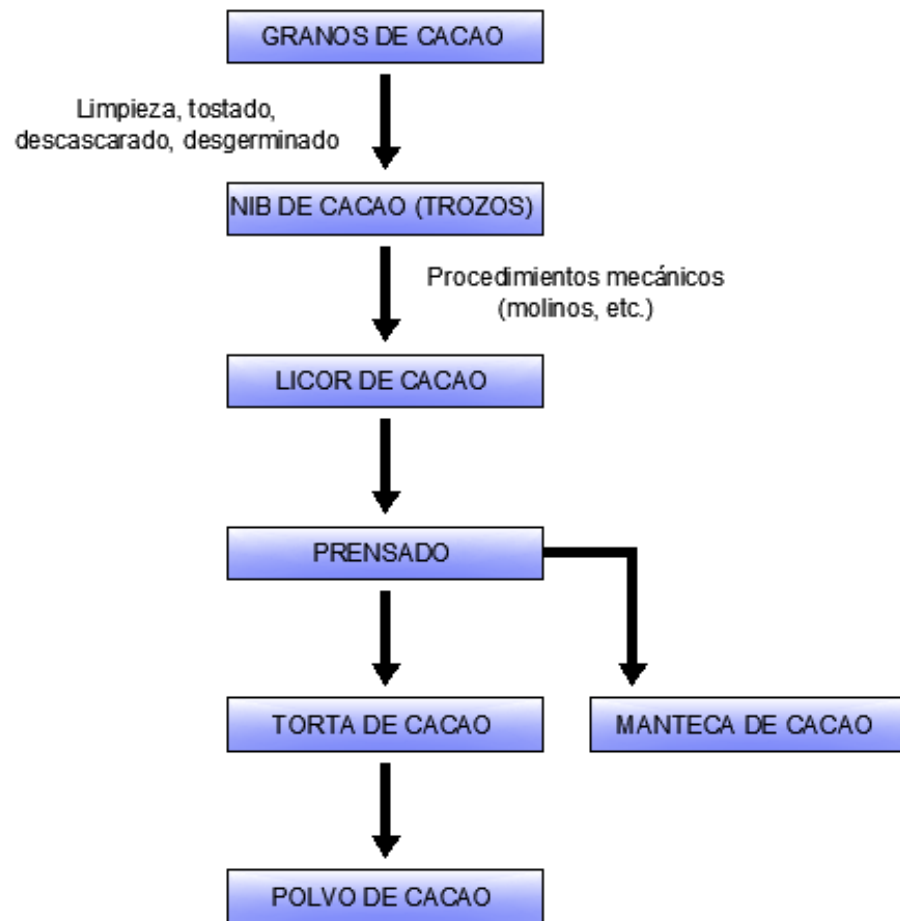 GRANOS DE CACAO
Limpieza, tostado,
descascarado, desgerminado
NIB DE CACAO (TROZOS)
Procedimientos mecánicos
(molinos, etc.)
LICOR DE CACAO
PRENSADO
TORTA DE CACAO
MANTECA DE CACAO
POLVO DE CACAO